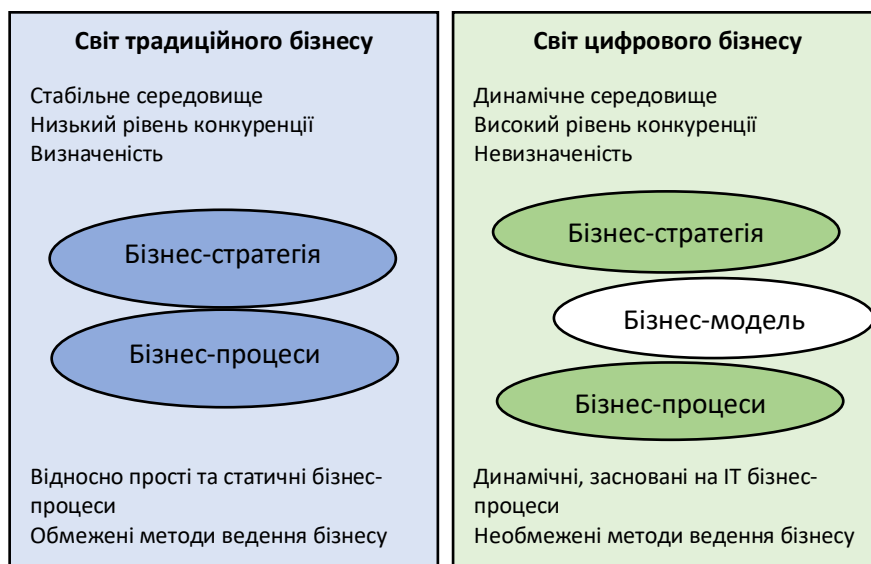 Світ традиційного бізнесу
Стабільне середовище
Низький рівень конкуренції
Визначеність
Бізнес-стратегія
Бізнес-процеси
Відносно прості та статичні бізнес-
процеси
Обмежені методи ведення бізнесу
Світ цифрового бізнесу
Динамічне середовище
Високий рівень конкуренції
Невизначеність
Бізнес-стратегія
Бізнес-модель
Бізнес-процеси
Динамічні, засновані на ІТ бізнес-
процеси
Необмежені методи ведення бізнесу